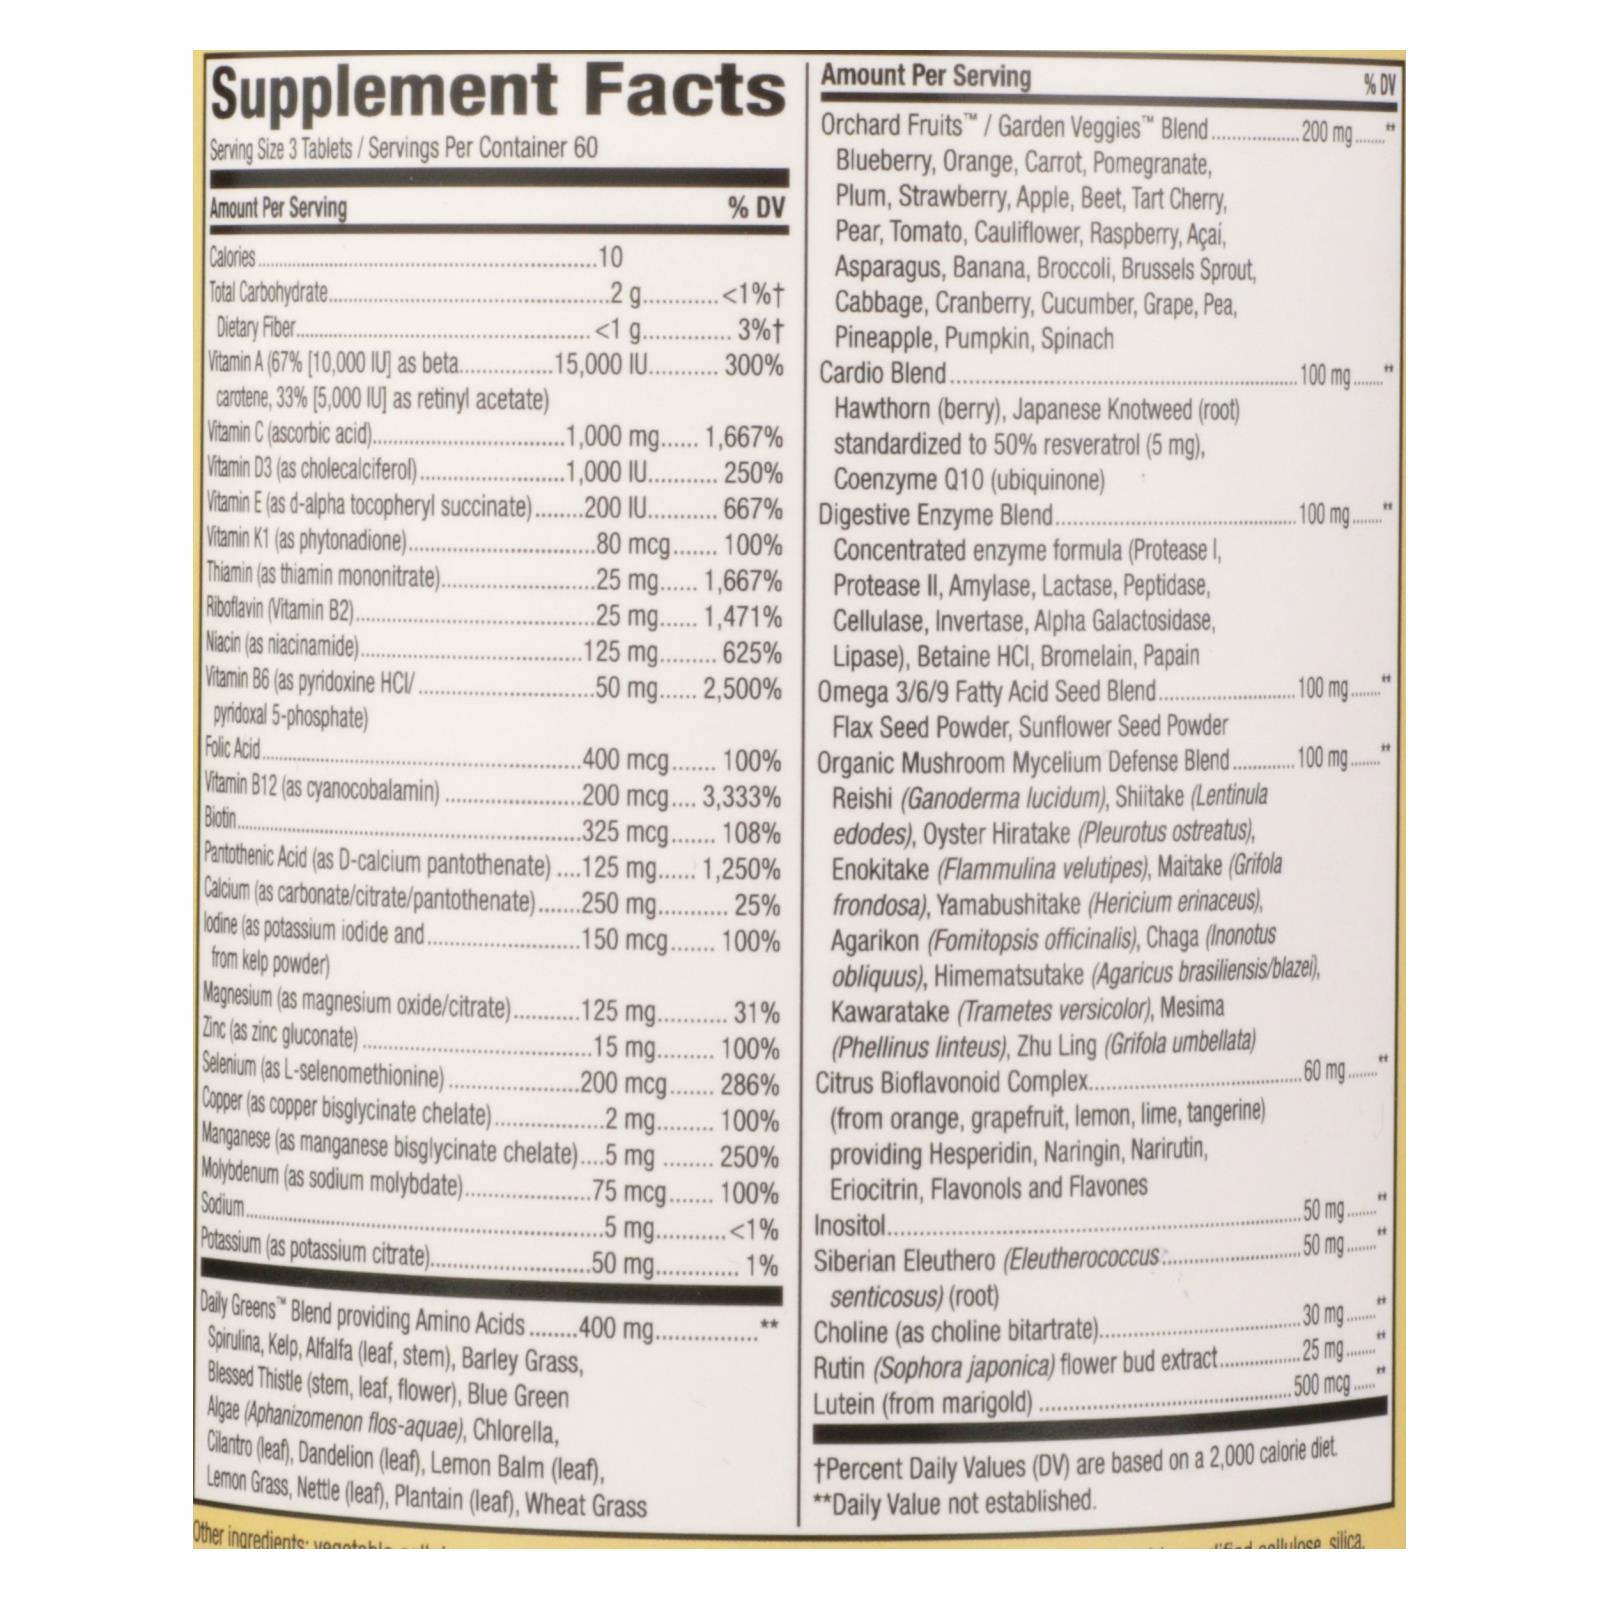 Supplement Facts
Serving Size 3 Tablets / Servings Per Container 60
Amount Per Serving % DV
Calories 10
Total Carbohydrate 2 g <1%†
Dietary Fiber <1 g 3%†
Vitamin A (67% [10,000 IU] as beta 15,000 IU 300%
carotene, 33% [5,000 IU] as retinyl acetate)
Vitamin C (ascorbic acid) 1,000 mg 1,667%
Vitamin D3 (as cholecalciferol) 1,000 IU 250%
Vitamin E (as d-alpha tocopheryl succinate) 200 IU 667%
Vitamin K1 (as phytonadione) 80 mcg 100%
Thiamin (as thiamin mononitrate) 25 mg 1,667%
Riboflavin (Vitamin B2) 25 mg 1,471%
Niacin (as niacinamide) 125 mg 625%
Vitamin B6 (as pyridoxine HCl/ 50 mg 2,500%
pyridoxal 5-phosphate)
Folic Acid 400 mcg 100%
Vitamin B12 (as cyanocobalamin) 200 mcg 3,333%
Biotin 325 mcg 108%
Pantothenic Acid (as D-calcium pantothenate) 125 mg 1,250%
Calcium (as carbonate/citrate/pantothenate) 250 mg 25%
Iodine (as potassium iodide and 150 mcg 100%
from kelp powder)
Magnesium (as magnesium oxide/citrate) 125 mg 31%
Zinc (as zinc gluconate) 15 mg 100%
Selenium (as L-selenomethionine) 200 mcg 286%
Copper (as copper bisglycinate chelate) 2 mg 100%
Manganese (as manganese bisglycinate chelate) 5 mg 250%
Molybdenum (as sodium molybdate) 75 mcg 100%
Sodium 5 mg <1%
Potassium (as potassium citrate) 50 mg 1%
Daily Greens™ Blend providing Amino Acids 400 mg **
Spirulina, Kelp, Alfalfa (leaf, stem), Barley Grass,
Blessed Thistle (stem, leaf, flower), Blue Green
Algae (Aphanizomenon flos-aquae), Chlorella,
Cilantro (leaf), Dandelion (leaf), Lemon Balm (leaf),
Lemon Grass, Nettle (leaf), Plantain (leaf), Wheat Grass
Amount Per Serving % DV
Orchard Fruits™ / Garden Veggies™ Blend 200 mg **
Blueberry, Orange, Carrot, Pomegranate,
Plum, Strawberry, Apple, Beet, Tart Cherry,
Pear, Tomato, Cauliflower, Raspberry, Açaí,
Asparagus, Banana, Broccoli, Brussels Sprout,
Cabbage, Cranberry, Cucumber, Grape, Pea,
Pineapple, Pumpkin, Spinach
Cardio Blend 100 mg **
Hawthorn (berry), Japanese Knotweed (root)
standardized to 50% resveratrol (5 mg),
Coenzyme Q10 (ubiquinone)
Digestive Enzyme Blend 100 mg **
Concentrated enzyme formula (Protease I,
Protease II, Amylase, Lactase, Peptidase,
Cellulase, Invertase, Alpha Galactosidase,
Lipase), Betaine HCl, Bromelain, Papain
Omega 3/6/9 Fatty Acid Seed Blend 100 mg **
Flax Seed Powder, Sunflower Seed Powder
Organic Mushroom Mycelium Defense Blend 100 mg **
Reishi (Ganoderma lucidum), Shiitake (Lentinula
edodes), Oyster Hiratake (Pleurotus ostreatus),
Enokitake (Flammulina velutipes), Maitake (Grifola
frondosa), Yamabushitake (Hericium erinaceus),
Agarikon (Fomitopsis officinalis), Chaga (Inonotus
obliquus), Himematsutake (Agaricus brasiliensis/blazei),
Kawaratake (Trametes versicolor), Mesima
(Phellinus linteus), Zhu Ling (Grifola umbellata)
Citrus Bioflavonoid Complex 60 mg **
(from orange, grapefruit, lemon, lime, tangerine)
providing Hesperidin, Naringin, Narirutin,
Eriocitrin, Flavonols and Flavones
Inositol 50 mg **
Siberian Eleuthero (Eleutherococcus 50 mg **
senticosus) (root)
Choline (as choline bitartrate) 30 mg **
Rutin (Sophora japonica) flower bud extract 25 mg **
Lutein (from marigold) 500 mcg **
†Percent Daily Values (DV) are based on a 2,000 calorie diet.
**Daily Value not established.
Other ingredients: vegetable cellulose, silica,